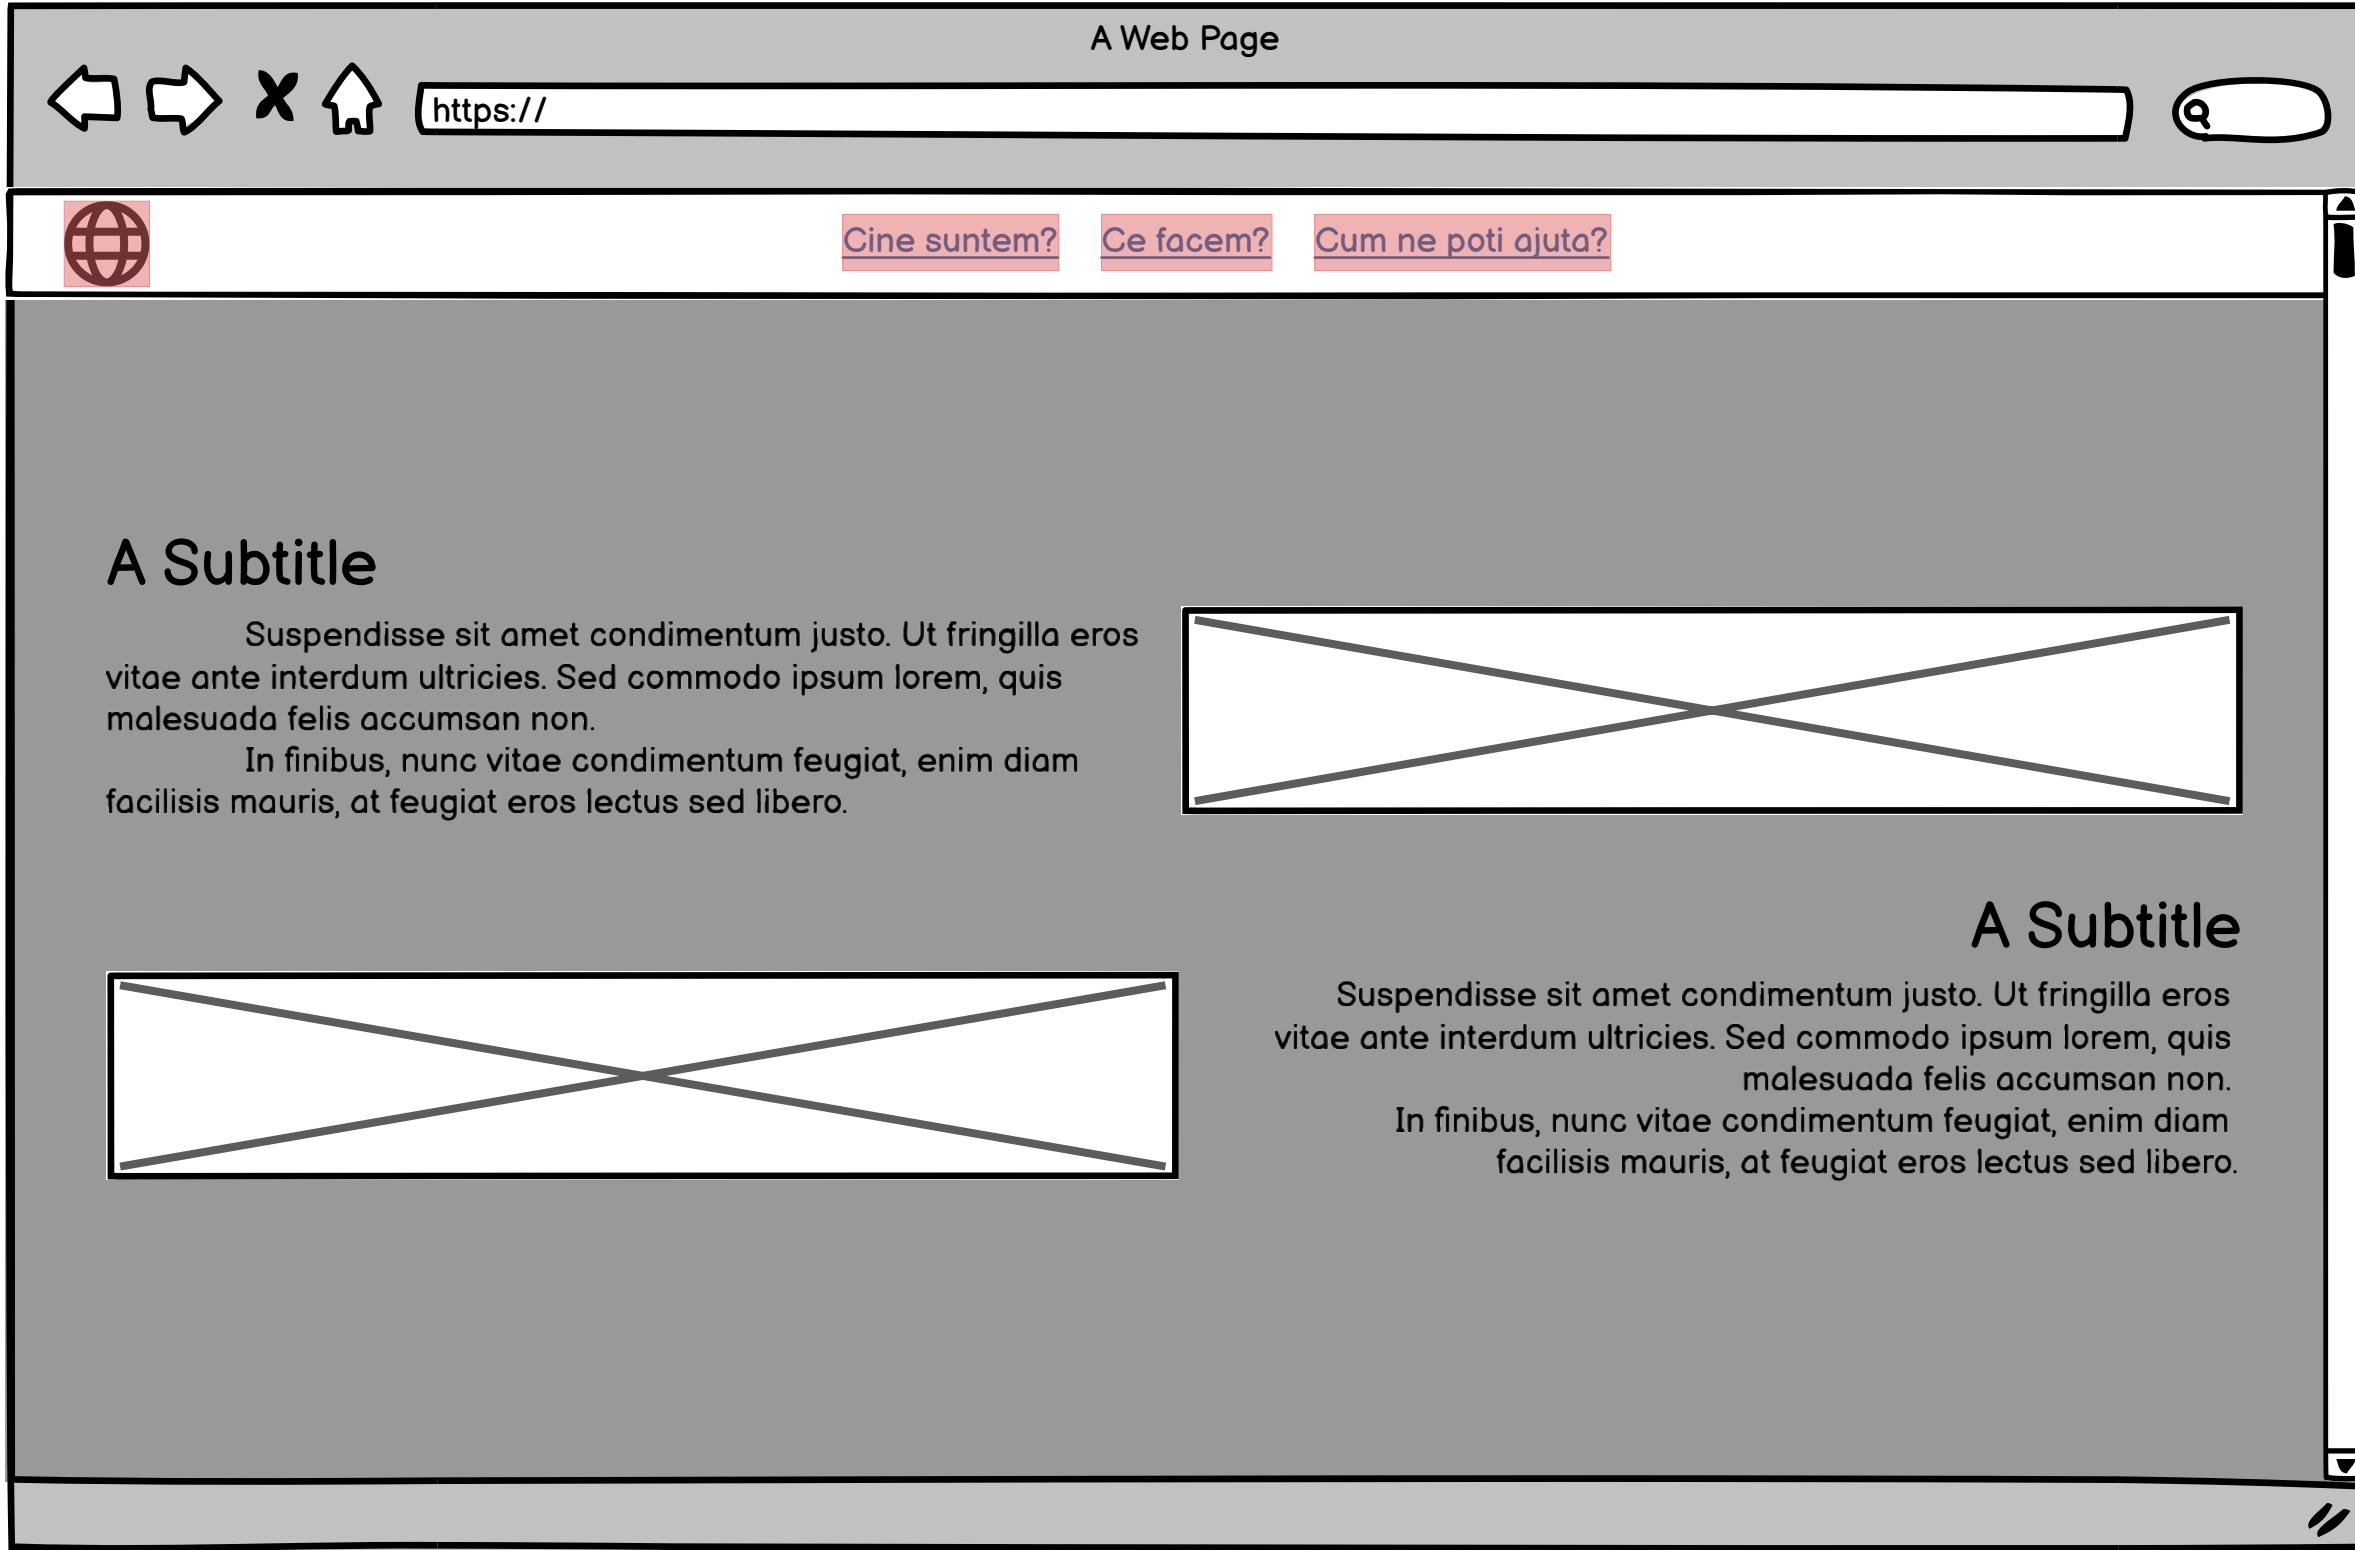 A Web Page
https://
Cine suntem? Ce facem? Cum ne poti ajuta?
A Subtitle
Suspendisse sit amet condimentum justo. Ut fringilla eros
vitae ante interdum ultricies. Sed commodo ipsum lorem, quis
malesuada felis accumsan non.
In finibus, nunc vitae condimentum feugiat, enim diam
facilisis mauris, at feugiat eros lectus sed libero.
A Subtitle
Suspendisse sit amet condimentum justo. Ut fringilla eros
vitae ante interdum ultricies. Sed commodo ipsum lorem, quis
malesuada felis accumsan non.
In finibus, nunc vitae condimentum feugiat, enim diam
facilisis mauris, at feugiat eros lectus sed libero.